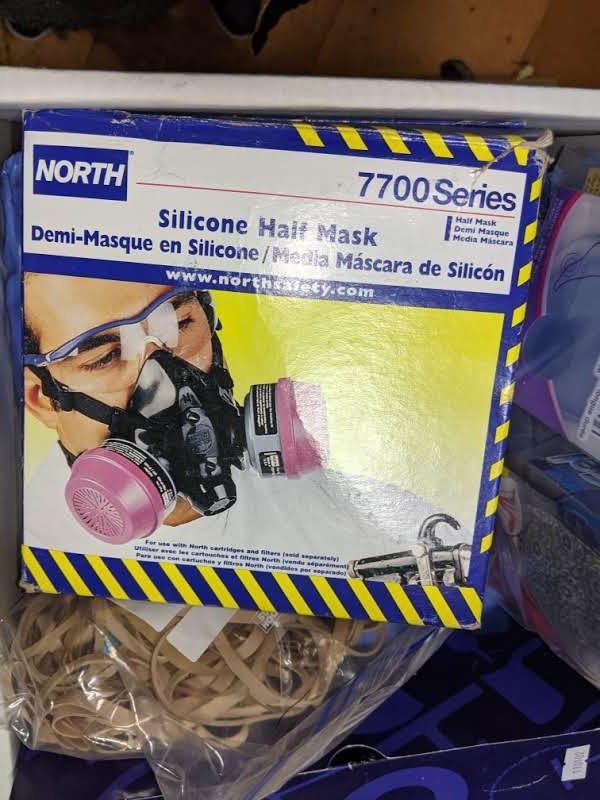 NORTH
7700 Series
Silicone Half Mask
Half Mask
Demi Masque
Media Máscara
Demi-Masque en Silicone / Media Máscara de Silicón
www.northsafety.com
For use with North cartridges and filters (sold separately)
Utiliser avec les cartouches et filtres North (vendu séparément)
Para uso con cartuchos y filtros North (vendidos por separado)